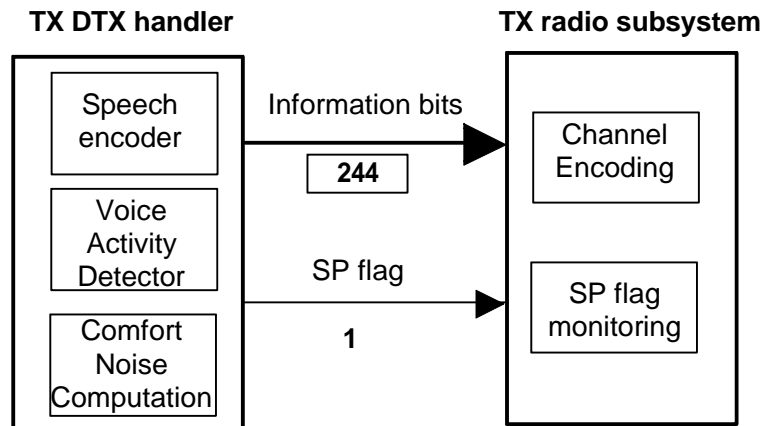 TX DTX handler
TX radio subsystem
Speech
encoder
Information bits
244
Channel
Encoding
Voice
Activity
Detector
SP flag
1
SP flag
monitoring
Comfort
Noise
Computation